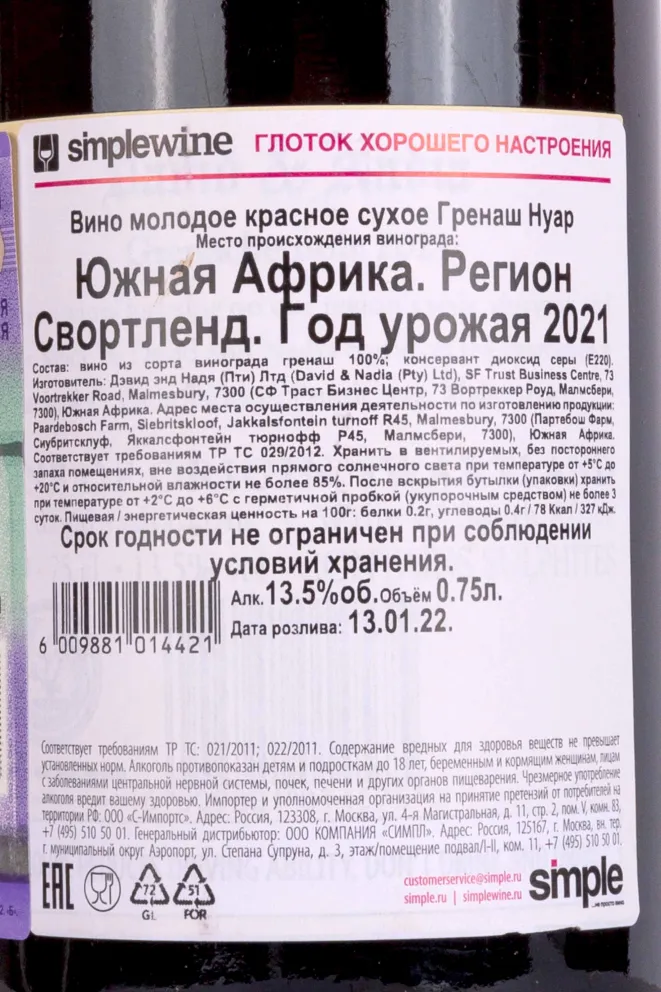 simplewine ГЛОТОК ХОРОШЕГО НАСТРОЕНИЯ
Вино молодое красное сухое Гренаш Нуар
Место происхождения винограда:
Южная Африка. Регион
Свортленд. Год урожая 2021
Состав: вино из сорта винограда гренаш 100%; консервант диоксид серы (E220).
Изготовитель: Дэвид энд Надя (Пти) Лтд (David & Nadia (Pty) Ltd), SF Trust Business Centre, 73
Voortrekker Road, Malmesbury, 7300 (СФ Траст Бизнес Центр, 73 Вортреккер Роуд, Малмсбери,
7300), Южная Африка. Адрес места осуществления деятельности по изготовлению продукции:
Paardebosch Farm, Siebritskloof, Jakkalsfontein turnoff R45, Malmesbury, 7300 (Партебош Фарм,
Сиубритсклуф, Яккалсфонтейн тюрнофф Р45, Малмсбери, 7300), Южная Африка.
Соответствует требованиям ТР ТС 029/2012. Хранить в вентилируемых, без постороннего
запаха помещениях, вне воздействия прямого солнечного света при температуре от +5°С до
+20°С и относительной влажности не более 85%. После вскрытия бутылки (упаковки) хранить
при температуре от +2°С до +6°С с герметичной пробкой (укупорочным средством) не более 3
суток. Пищевая / энергетическая ценность на 100г: белки 0.2г, углеводы 0.4г / 78 Ккал / 327 кДж.
Срок годности не ограничен при соблюдении
условий хранения.
Алк. 13.5%об. Объём 0.75л.
Дата розлива: 13.01.22.
6 009881 014421
Соответствует требованиям ТР ТС: 021/2011; 022/2011. Содержание вредных для здоровья веществ не превышает
установленных норм. Алкоголь противопоказан детям и подросткам до 18 лет, беременным и кормящим женщинам, лицам
с заболеваниями центральной нервной системы, почек, печени и других органов пищеварения. Чрезмерное употребление
алкоголя вредит вашему здоровью. Импортер и уполномоченная организация на принятие претензий от потребителей на
территории РФ: ООО «С-Импортс». Адрес: Россия, 123308, г. Москва, ул. 4-я Магистральная, д. 11, стр. 2, пом. V, комн. 83,
+7 (495) 510 50 01. Генеральный дистрибьютор: ООО КОМПАНИЯ «СИМПЛ». Адрес: Россия, 125167, г. Москва, вн. тер.
г. муниципальный округ Аэропорт, ул. Степана Супруна, д. 3, этаж/помещение подвал/I-II, ком. 11, +7 (495) 510 50 01.
EAC 72 GL 51 FOR
customerservice@simple.ru
simple.ru | simplewine.ru
simple
...не просто вино